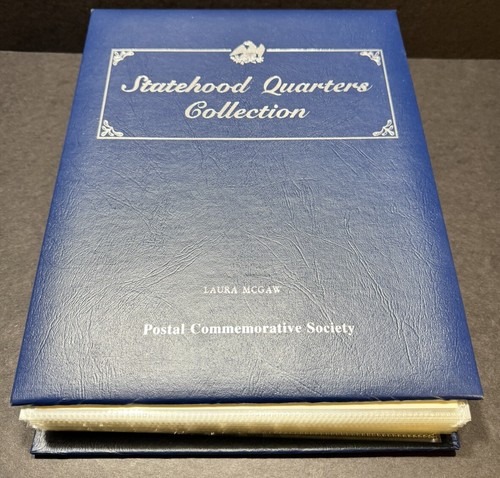 Statehood Quarters
Collection
LAURA MCGAW
Postal Commemorative Society